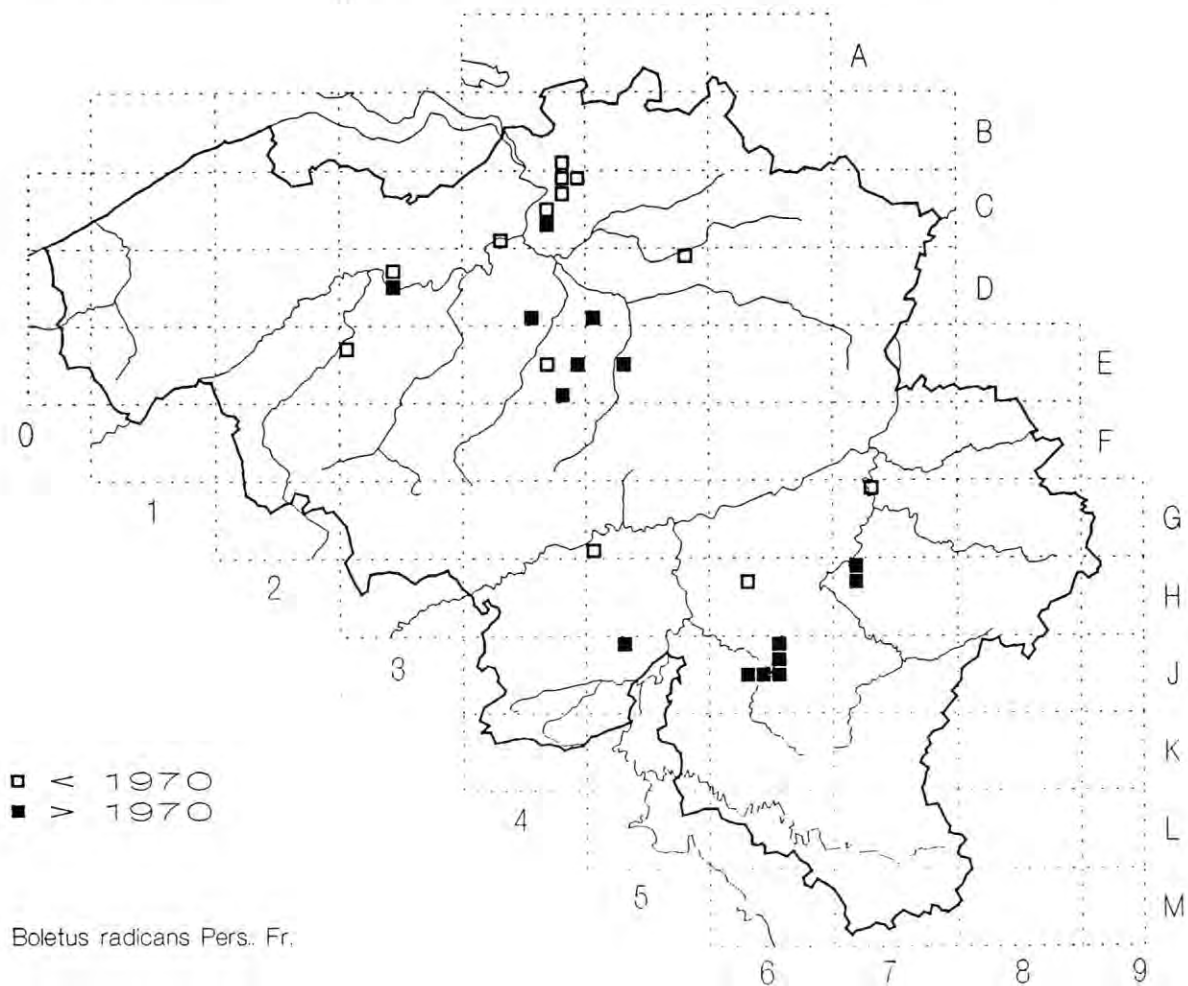 A
B
C
D
E
0
F
1
G
2
H
3
J
K
□ < 1970
■ > 1970
4
L
5
M
Boletus radicans Pers.: Fr.
6 7 8 9